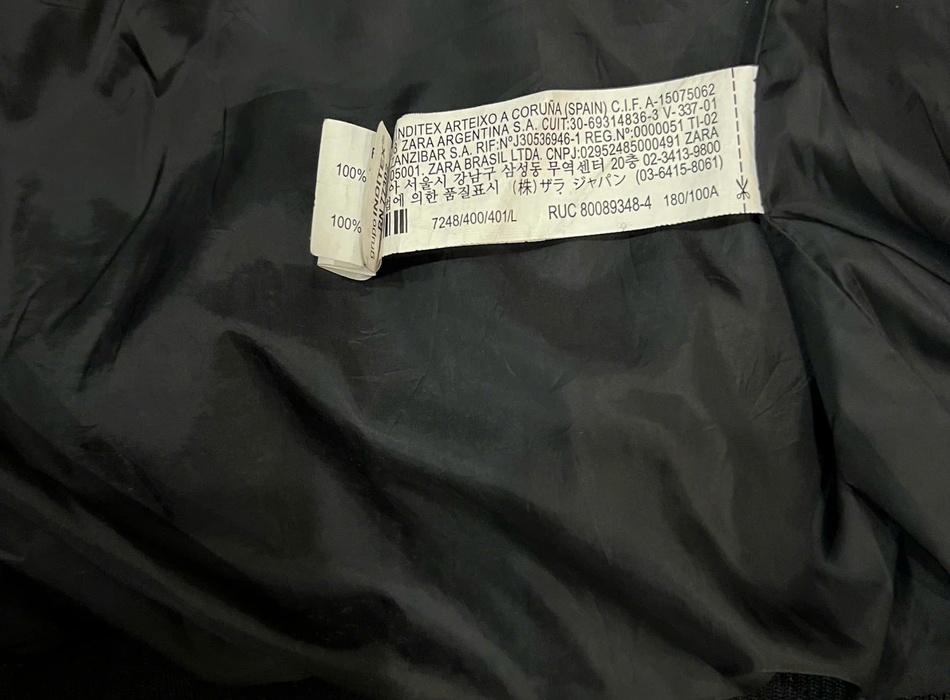 INDITEX ARTEIXO A CORUÑA (SPAIN) C.I.F. A-15075062
ZARA ARGENTINA S.A. CUIT:30-69314836-3 V-337-01
ZANZIBAR S.A. RIF:NºJ30536946-1 REG.Nº:0000051 TI-02
05001. ZARA BRASIL LTDA. CNPJ:02952485000491 ZARA
아 서울시 강남구 삼성동 무역센터 20층 02-3413-9800
에 의한 품질표시 (株)ザラ ジャパン (03-6415-8061)
7248/400/401/L RUC 80089348-4 180/100A
100%
100%